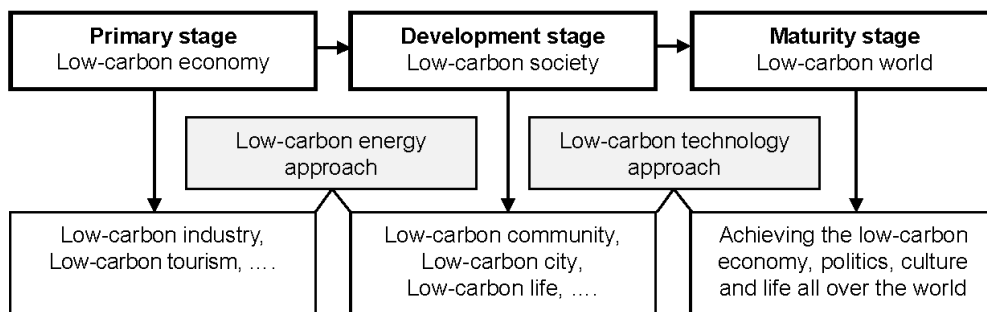 Primary stage
Low-carbon economy
Development stage
Low-carbon society
Maturity stage
Low-carbon world
Low-carbon energy
approach
Low-carbon technology
approach
Low-carbon industry,
Low-carbon tourism, ....
Low-carbon community,
Low-carbon city,
Low-carbon life, ....
Achieving the low-carbon
economy, politics, culture
and life all over the world